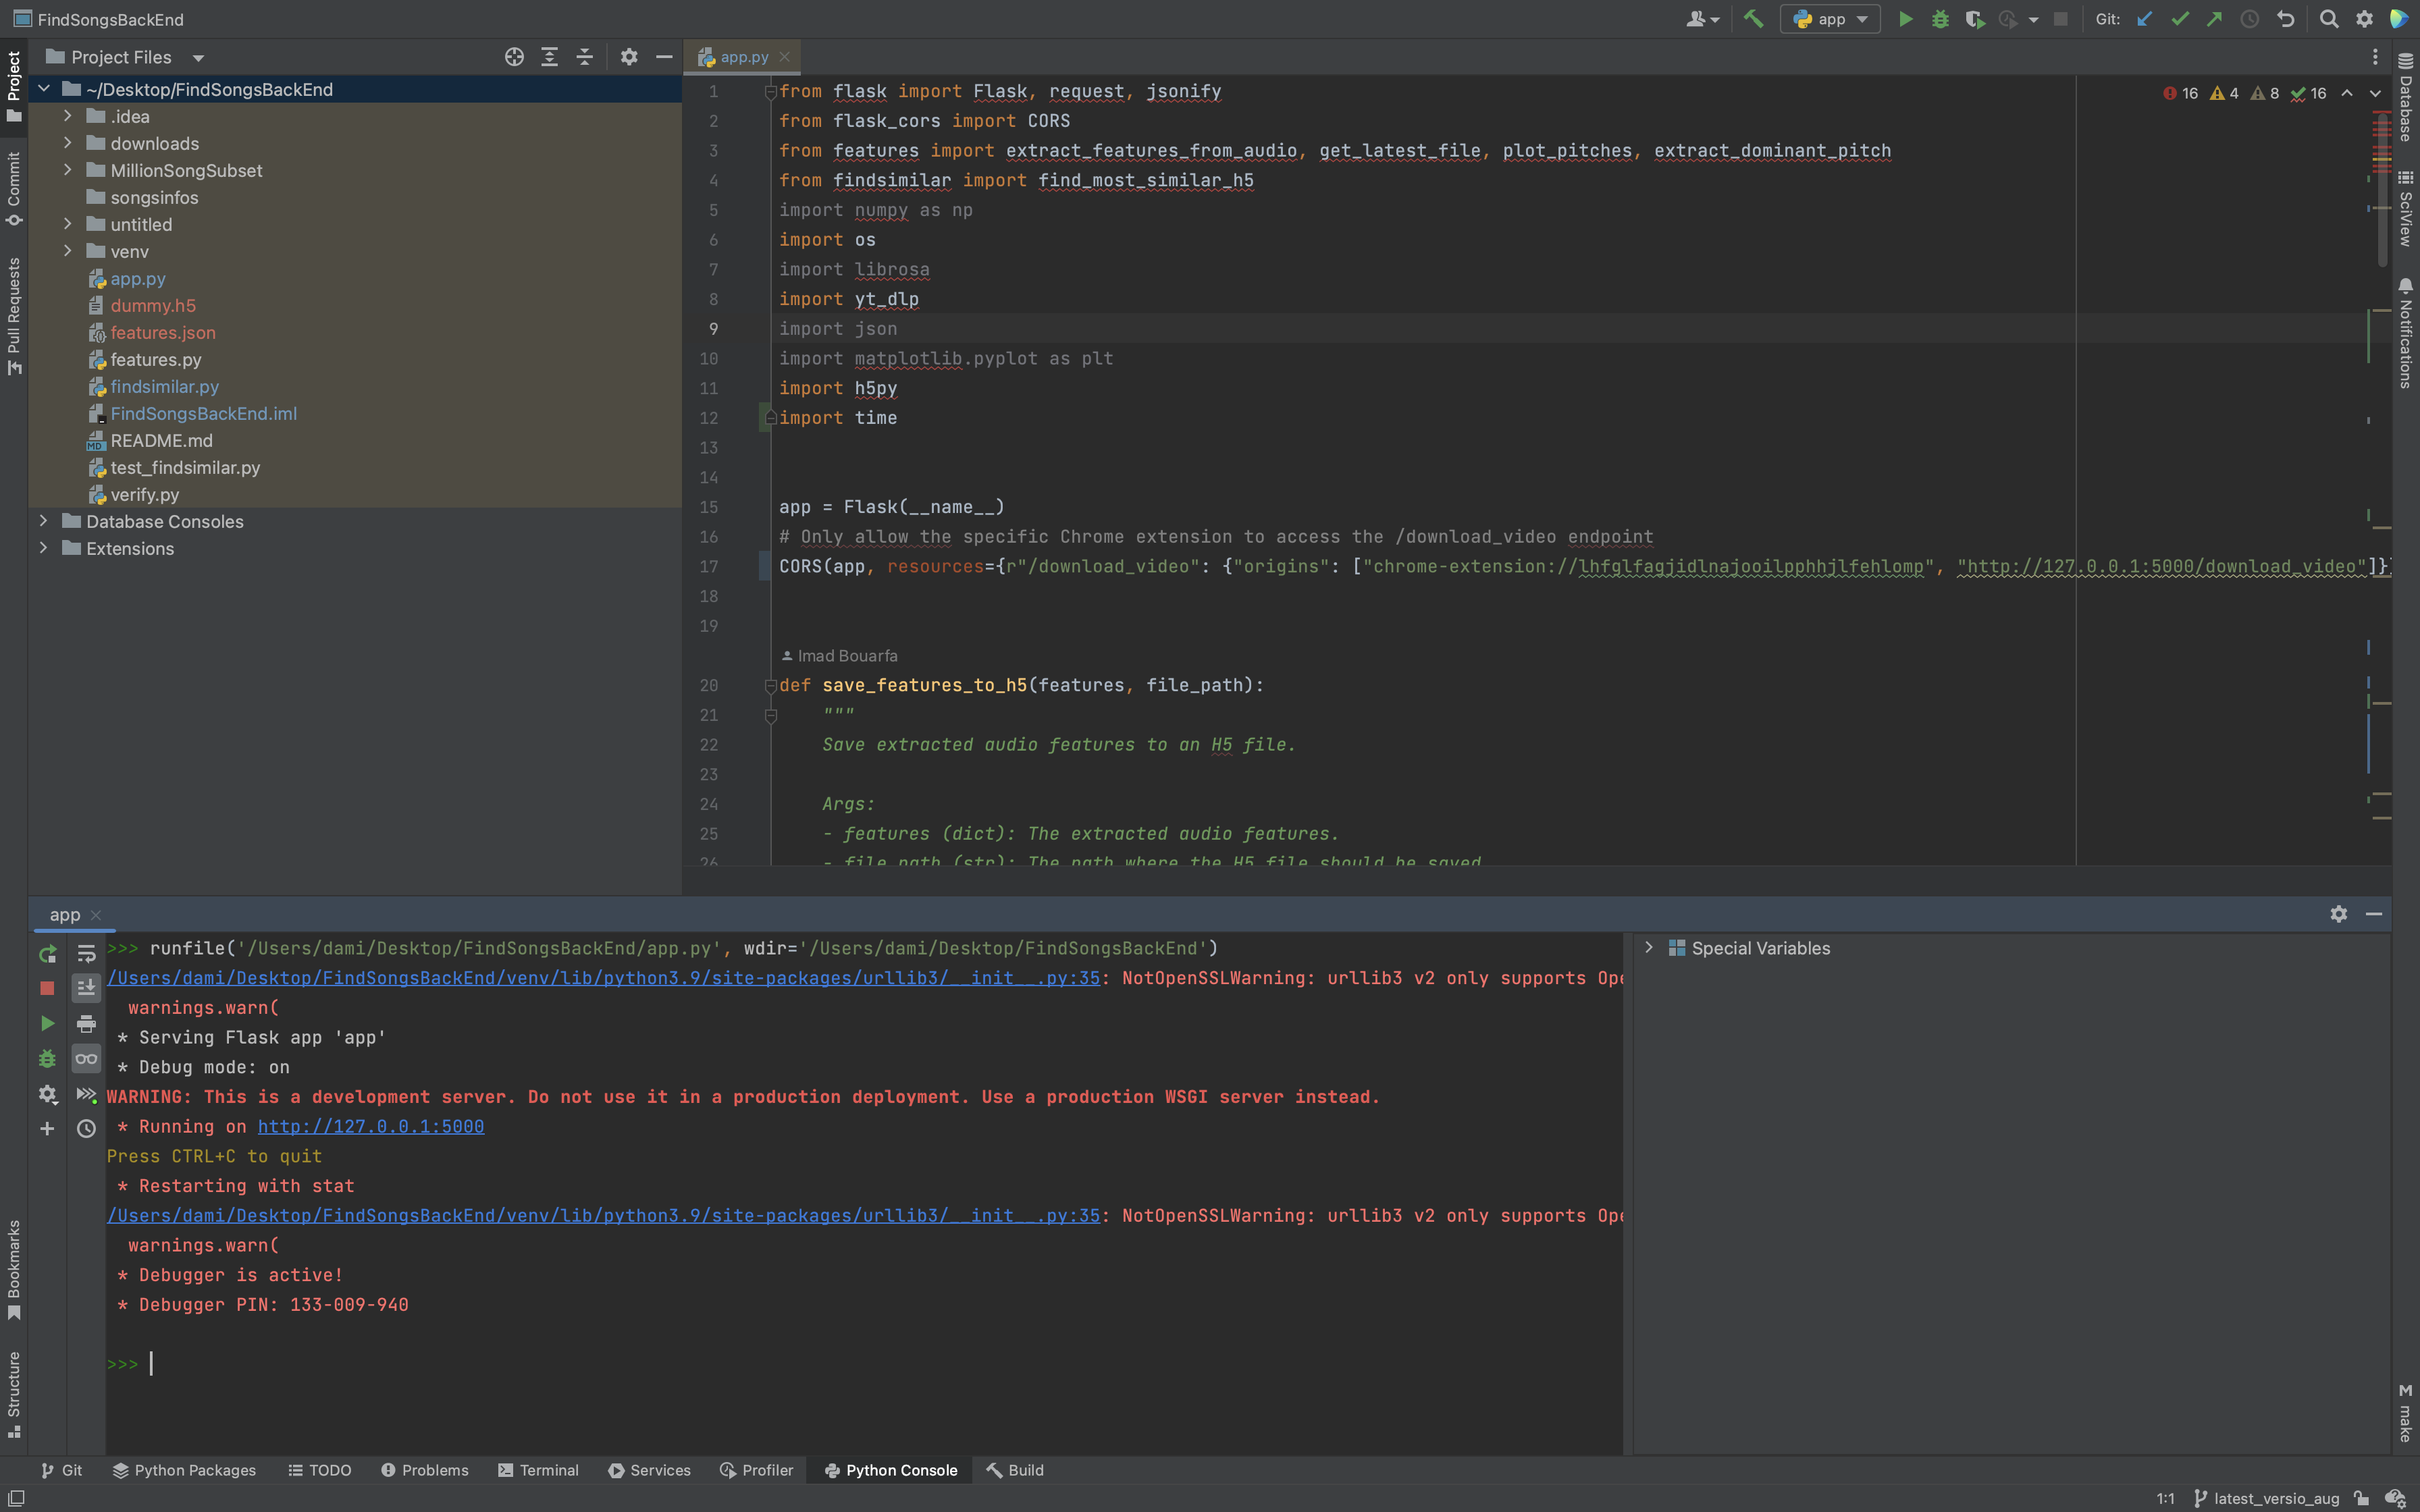 FindSongsBackEnd
app
Git:
Project Files
app.py
Project
Commit
Pull Requests
Bookmarks
Structure
~/Desktop/FindSongsBackEnd
.idea
downloads
MillionSongSubset
songsinfos
untitled
venv
app.py
dummy.h5
features.json
features.py
findsimilar.py
FindSongsBackEnd.iml
README.md
test_findsimilar.py
verify.py
Database Consoles
Extensions
16 4 8 16
1 from flask import Flask, request, jsonify
2 from flask_cors import CORS
3 from features import extract_features_from_audio, get_latest_file, plot_pitches, extract_dominant_pitch
4 from findsimilar import find_most_similar_h5
5 import numpy as np
6 import os
7 import librosa
8 import yt_dlp
9 import json
10 import matplotlib.pyplot as plt
11 import h5py
12 import time
13
14
15 app = Flask(__name__)
16 # Only allow the specific Chrome extension to access the /download_video endpoint
17 CORS(app, resources={r"/download_video": {"origins": ["chrome-extension://lhfglfagjidlnajooilpphhjlfehlomp", "http://127.0.0.1:5000/download_video"]}
18
19
Imad Bouarfa
20 def save_features_to_h5(features, file_path):
21 """
22 Save extracted audio features to an H5 file.
23
24 Args:
25 - features (dict): The extracted audio features.
26 - file_path (str): The path where the H5 file should be saved
Database
SciView
Notifications
make
app
>>> runfile('/Users/dami/Desktop/FindSongsBackEnd/app.py', wdir='/Users/dami/Desktop/FindSongsBackEnd')
/Users/dami/Desktop/FindSongsBackEnd/venv/lib/python3.9/site-packages/urllib3/__init__.py:35: NotOpenSSLWarning: urllib3 v2 only supports Ope
warnings.warn(
* Serving Flask app 'app'
* Debug mode: on
WARNING: This is a development server. Do not use it in a production deployment. Use a production WSGI server instead.
* Running on http://127.0.0.1:5000
Press CTRL+C to quit
* Restarting with stat
/Users/dami/Desktop/FindSongsBackEnd/venv/lib/python3.9/site-packages/urllib3/__init__.py:35: NotOpenSSLWarning: urllib3 v2 only supports Ope
warnings.warn(
* Debugger is active!
* Debugger PIN: 133-009-940
>>>
Special Variables
Git Python Packages TODO Problems Terminal Services Profiler Python Console Build
1:1 latest_versio_aug